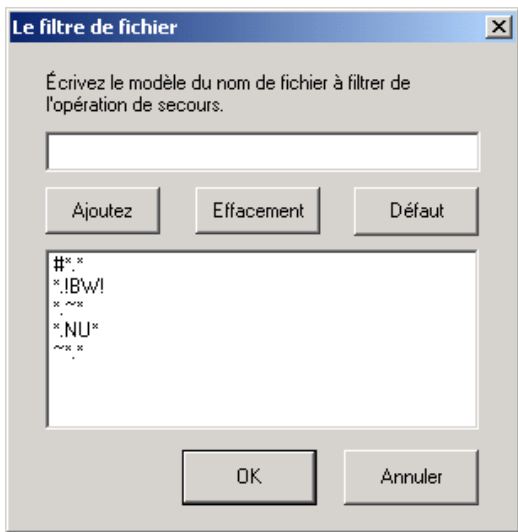 Le filtre de fichier
Écrivez le modèle du nom de fichier à filtrer de
l'opération de secours.
Ajoutez Effacement Défaut
#*.*
*.!BW!
*.~*
*.NU*
~*.*
OK Annuler